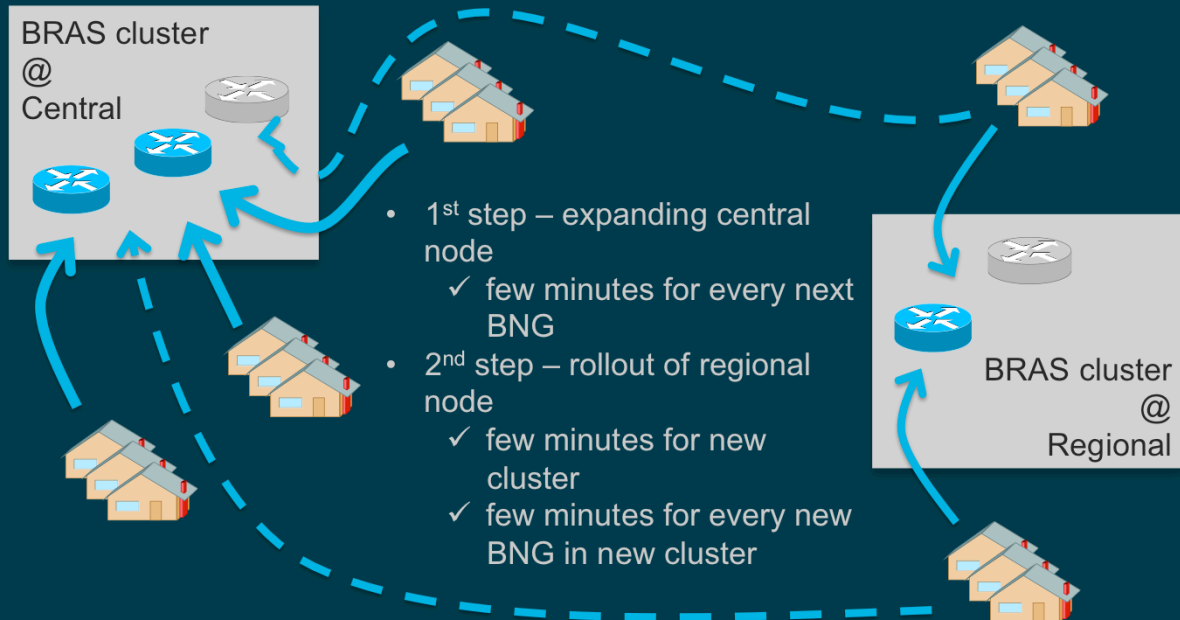 BRAS cluster
@
Central
• 1st step – expanding central
node
✓ few minutes for every next
BNG
• 2nd step – rollout of regional
node
✓ few minutes for new
cluster
✓ few minutes for every new
BNG in new cluster
BRAS cluster
@
Regional